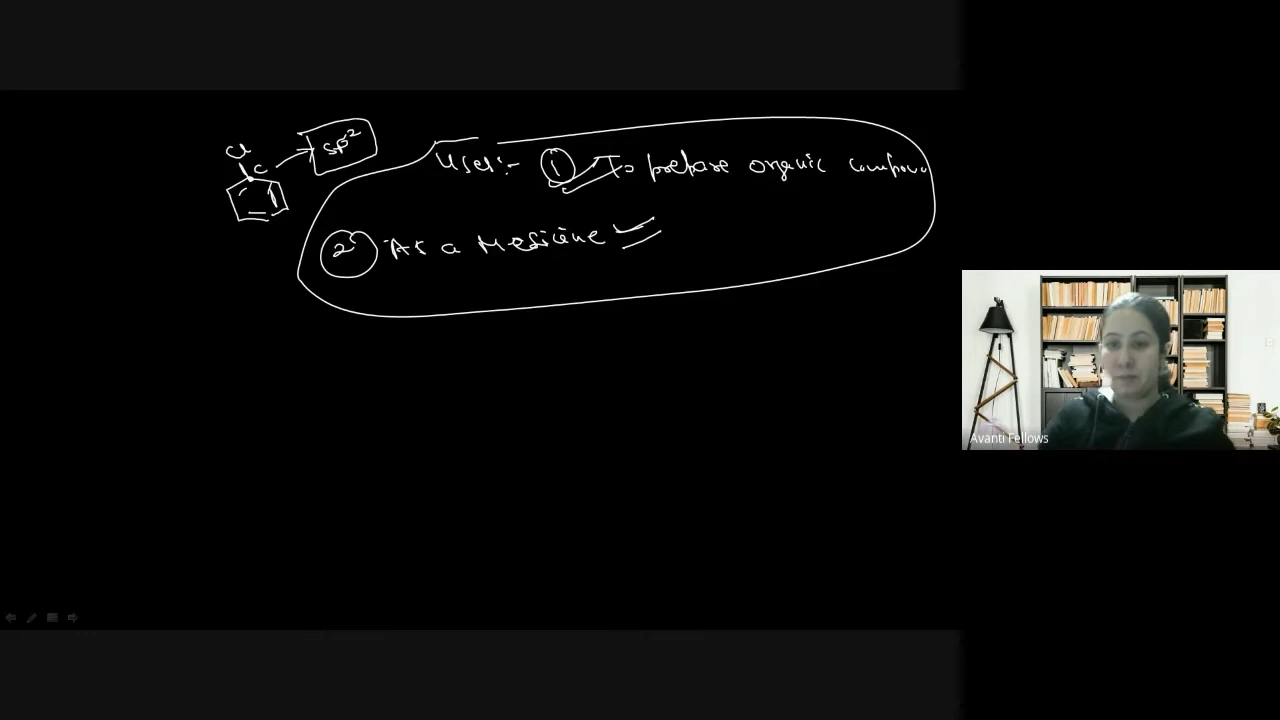 Cl
C
SP²
Uses:- 1 To prepare organic compound
2 As a Medicine
Avanti Fellows